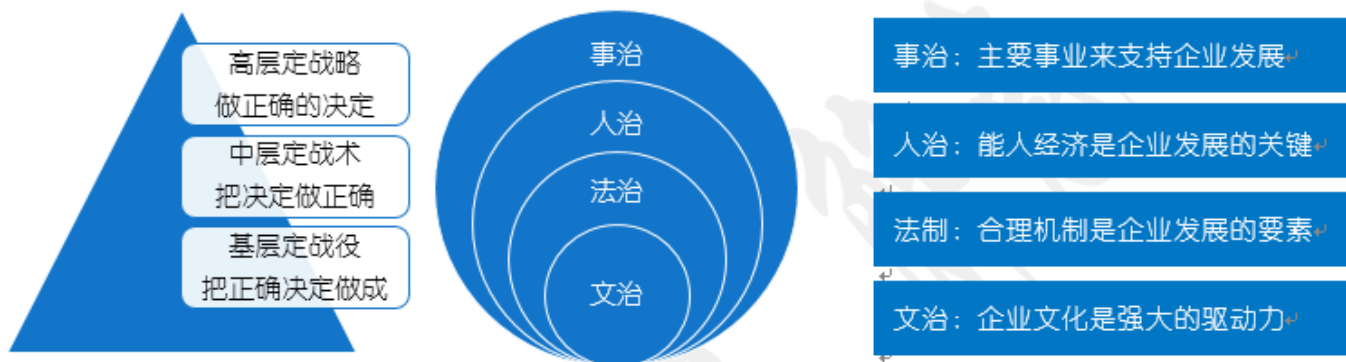 高层定战略
做正确的决定
中层定战术
把决定做正确
基层定战役
把正确决定做成
事治
人治
法治
文治
事治：主要事业来支持企业发展
人治：能人经济是企业发展的关键
法制：合理机制是企业发展的要素
文治：企业文化是强大的驱动力